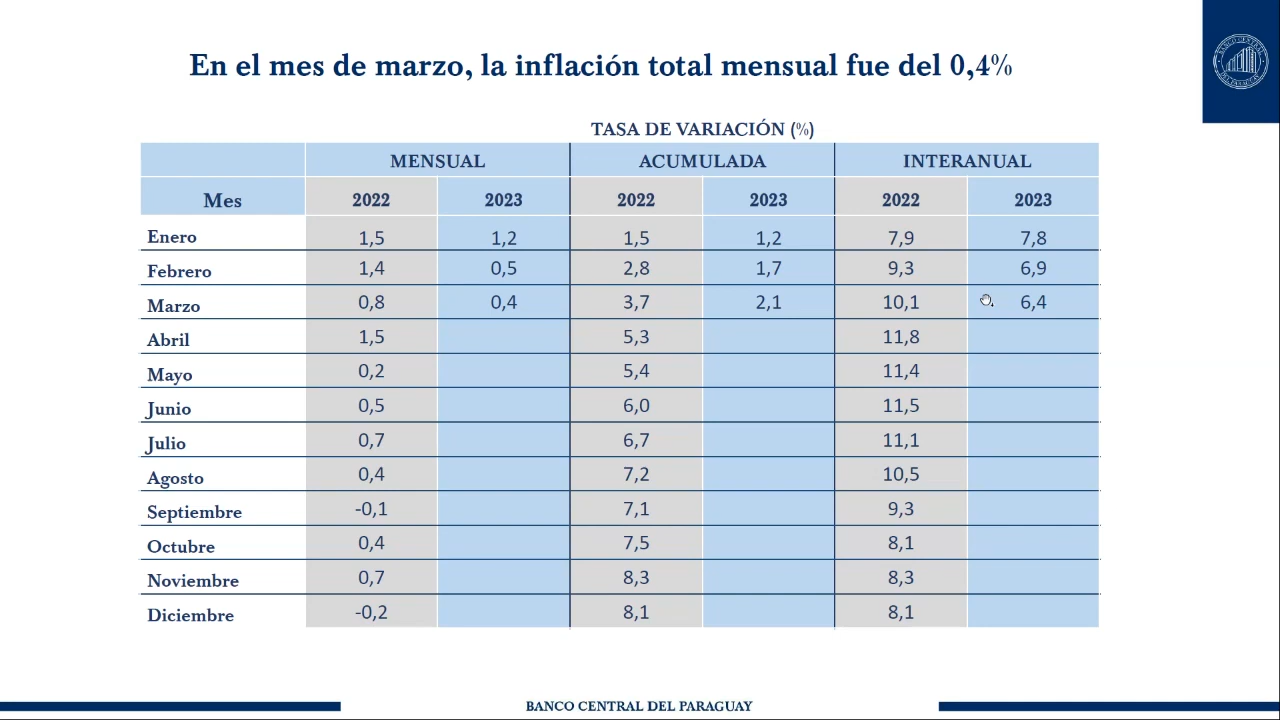 BANCO CENTRAL
DEL PARAGUAY
En el mes de marzo, la inflación total mensual fue del 0,4%
TASA DE VARIACIÓN (%)
MENSUAL ACUMULADA INTERANUAL
Mes 2022 2023 2022 2023 2022 2023
Enero 1,5 1,2 1,5 1,2 7,9 7,8
Febrero 1,4 0,5 2,8 1,7 9,3 6,9
Marzo 0,8 0,4 3,7 2,1 10,1 6,4
Abril 1,5 5,3 11,8
Mayo 0,2 5,4 11,4
Junio 0,5 6,0 11,5
Julio 0,7 6,7 11,1
Agosto 0,4 7,2 10,5
Septiembre -0,1 7,1 9,3
Octubre 0,4 7,5 8,1
Noviembre 0,7 8,3 8,3
Diciembre -0,2 8,1 8,1
BANCO CENTRAL DEL PARAGUAY